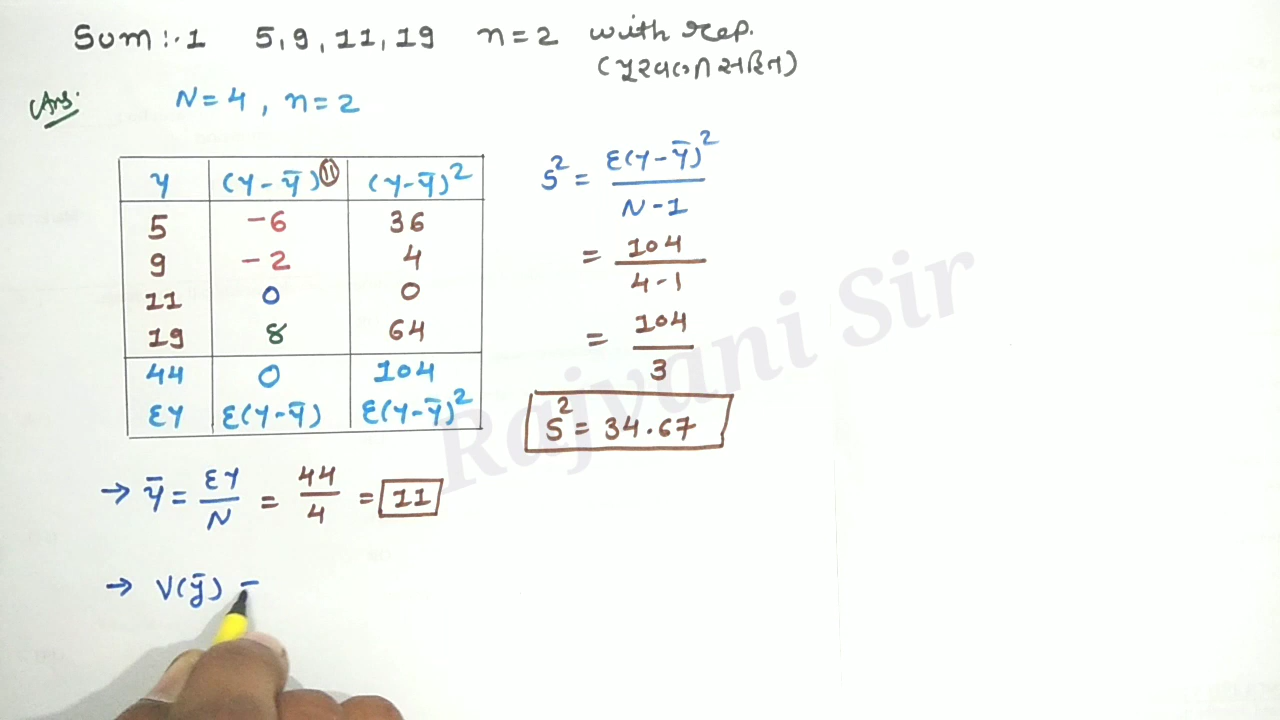 Sum:-1 5, 9, 11, 19 n=2 with rep.
(પુરવણી સહિત)
Ans:
N=4, n=2
Y (Y-Ȳ) 11 (Y-Ȳ)²
5 -6 36
9 -2 4
11 0 0
19 8 64
44 0 104
ΣY Σ(Y-Ȳ) Σ(Y-Ȳ)²
→ Ȳ = ΣY/N = 44/4 = 11
→ V(ȳ) =
S² = Σ(Y-Ȳ)²/N-1
= 104/4-1
= 104/3
S² = 34.67
Rajvani Sir